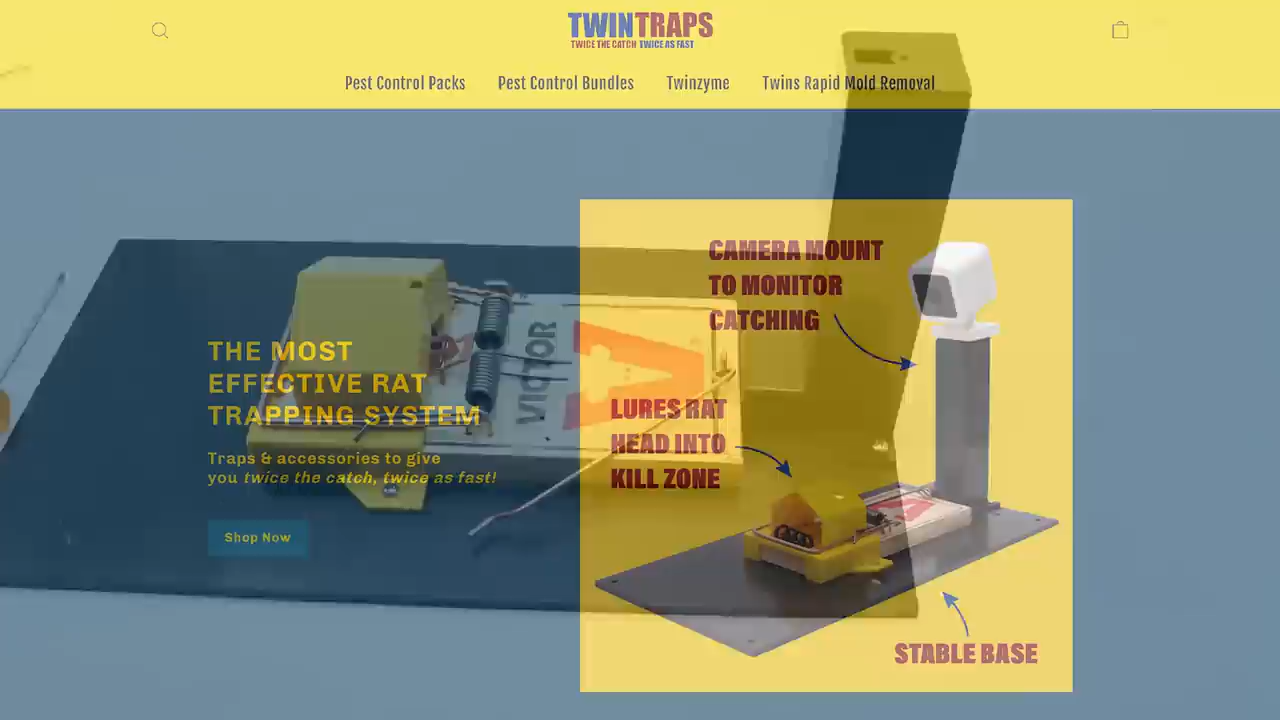 TWINTRAPS
TWICE THE CATCH TWICE AS FAST
Pest Control Packs
Pest Control Bundles
Twinzyme
Twins Rapid Mold Removal
CAMERA MOUNT
TO MONITOR
CATCHING
THE MOST
EFFECTIVE RAT
TRAPPING SYSTEM
Traps & accessories to give
you twice the catch, twice as fast!
Shop Now
VICTOR
LURES RAT
HEAD INTO
KILL ZONE
STABLE BASE